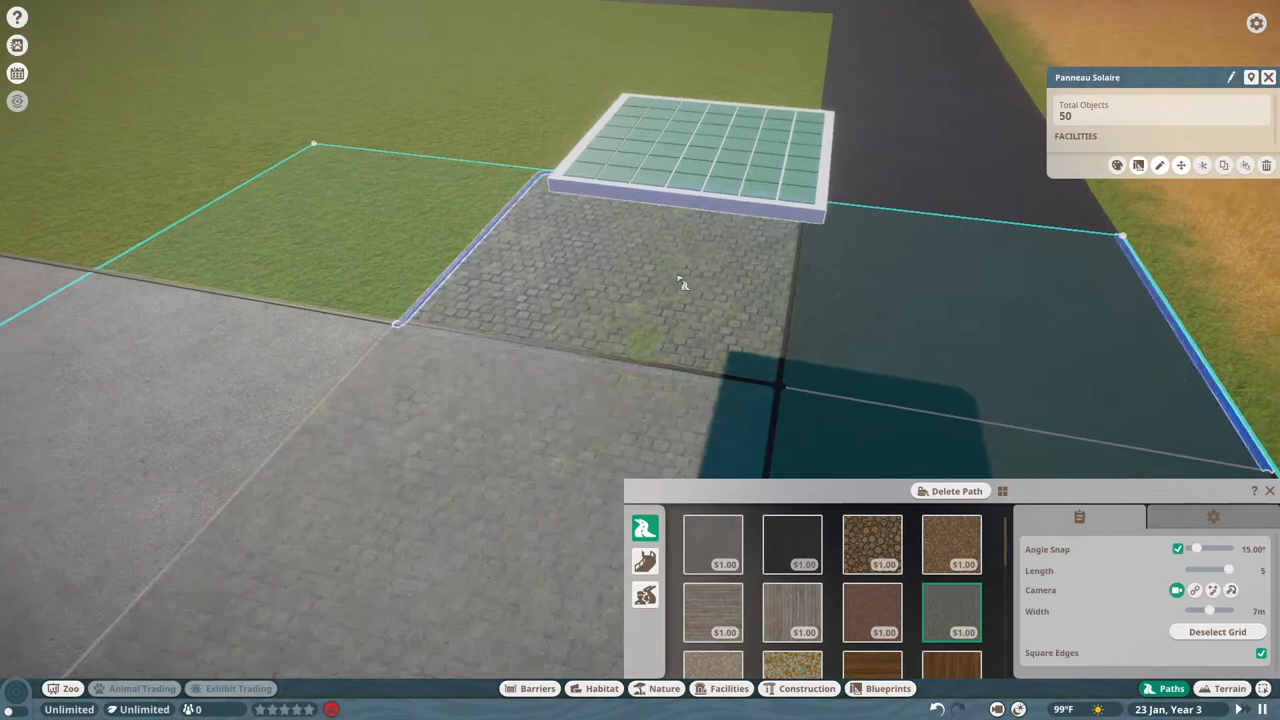 ?
Panneau Solaire
Total Objects
50
FACILITIES
Delete Path
?
$1.00
$1.00
$1.00
$1.00
$1.00
$1.00
$1.00
$1.00
Angle Snap
15.00°
Length
5
Camera
Width
7m
Deselect Grid
Square Edges
Zoo
Animal Trading
Exhibit Trading
Barriers
Habitat
Nature
Facilities
Construction
Blueprints
Paths
Terrain
Unlimited
Unlimited
0
99°F
23 Jan, Year 3